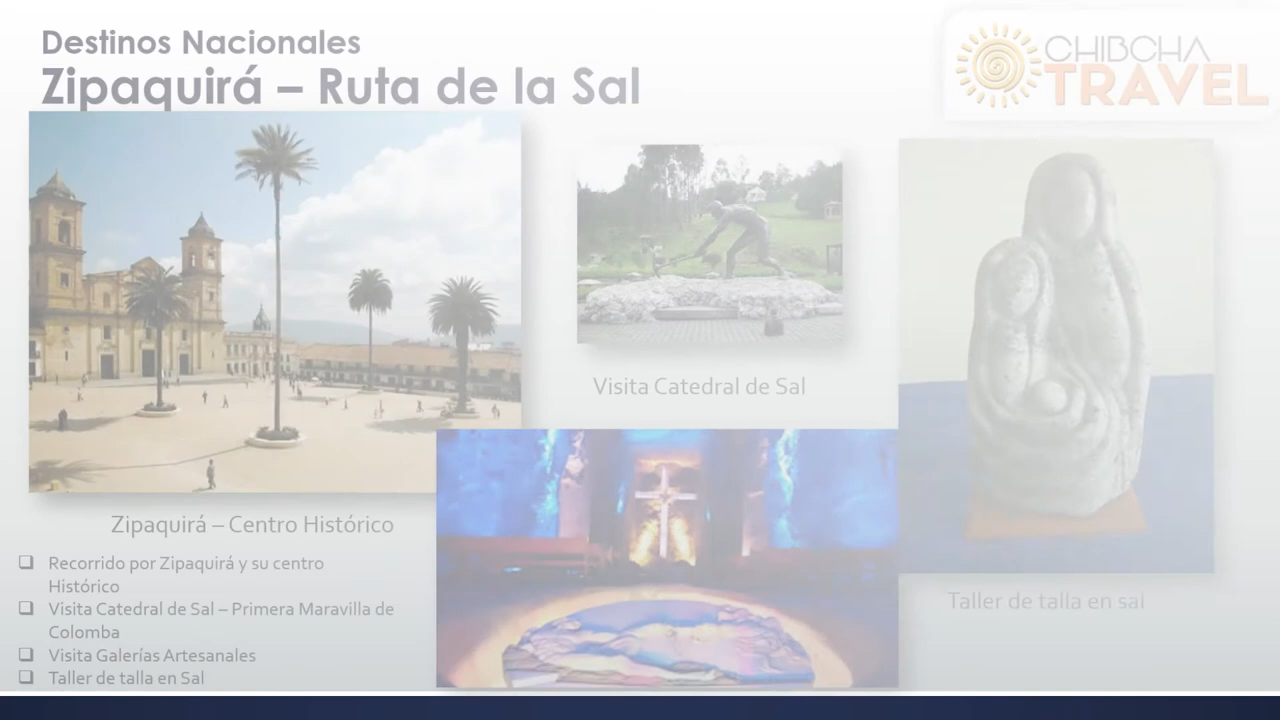 Destinos Nacionales
Zipaquirá – Ruta de la Sal
CHIBCHA
TRAVEL
Visita Catedral de Sal
Zipaquirá – Centro Histórico
Taller de talla en sal
Recorrido por Zipaquirá y su centro
Histórico
Visita Catedral de Sal – Primera Maravilla de
Colomba
Visita Galerías Artesanales
Taller de talla en Sal